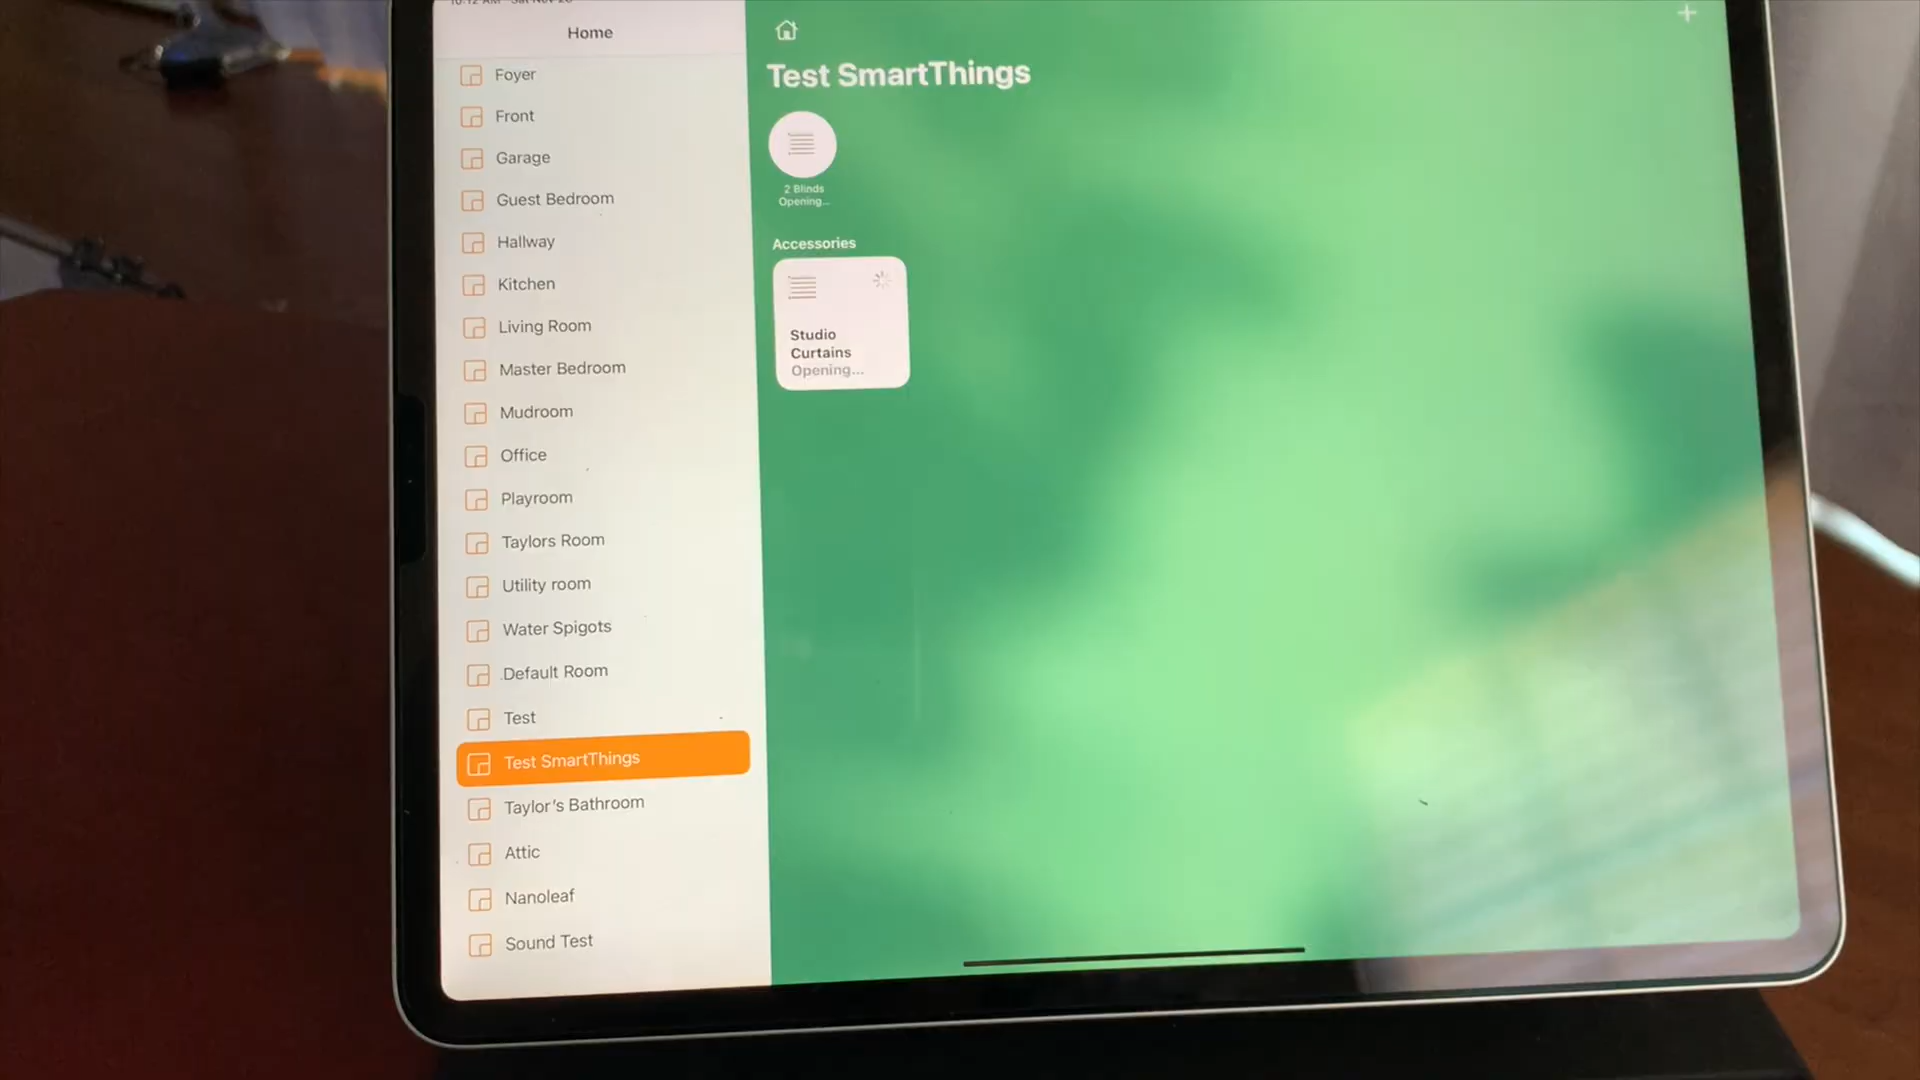 Home
Foyer
Front
Garage
Guest Bedroom
Hallway
Kitchen
Living Room
Master Bedroom
Mudroom
Office
Playroom
Taylors Room
Utility room
Water Spigots
Default Room
Test
Test SmartThings
Taylor's Bathroom
Attic
Nanoleaf
Sound Test
Test SmartThings
2 Blinds
Opening...
Accessories
Studio
Curtains
Opening...